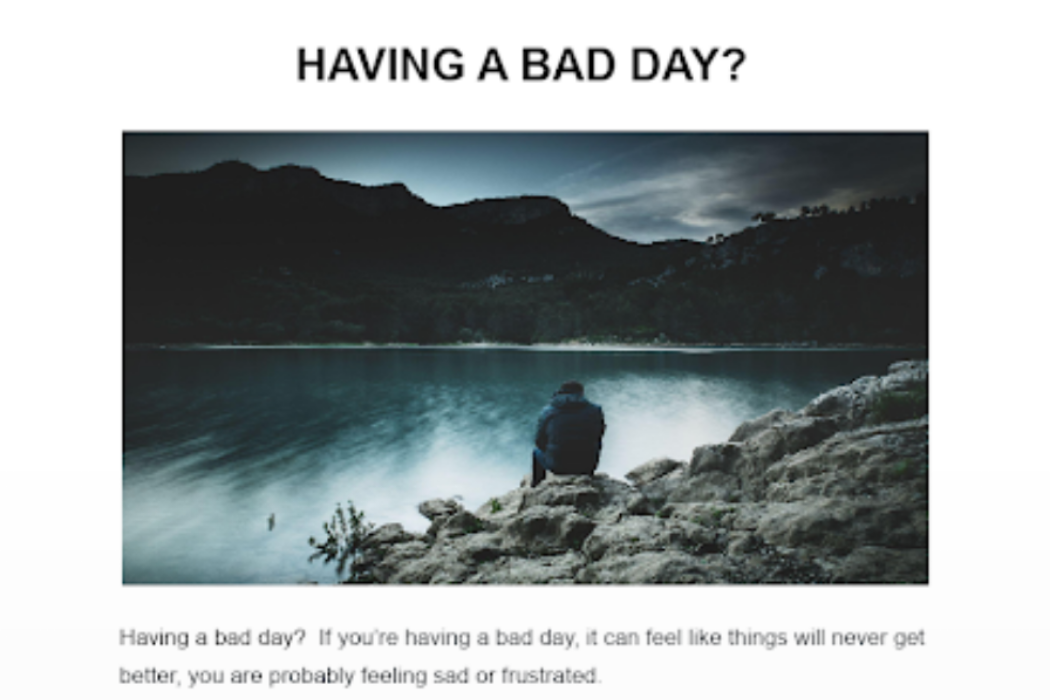 HAVING A BAD DAY?
Having a bad day?  If you're having a bad day, it can feel like things will never get
better, you are probably feeling sad or frustrated.